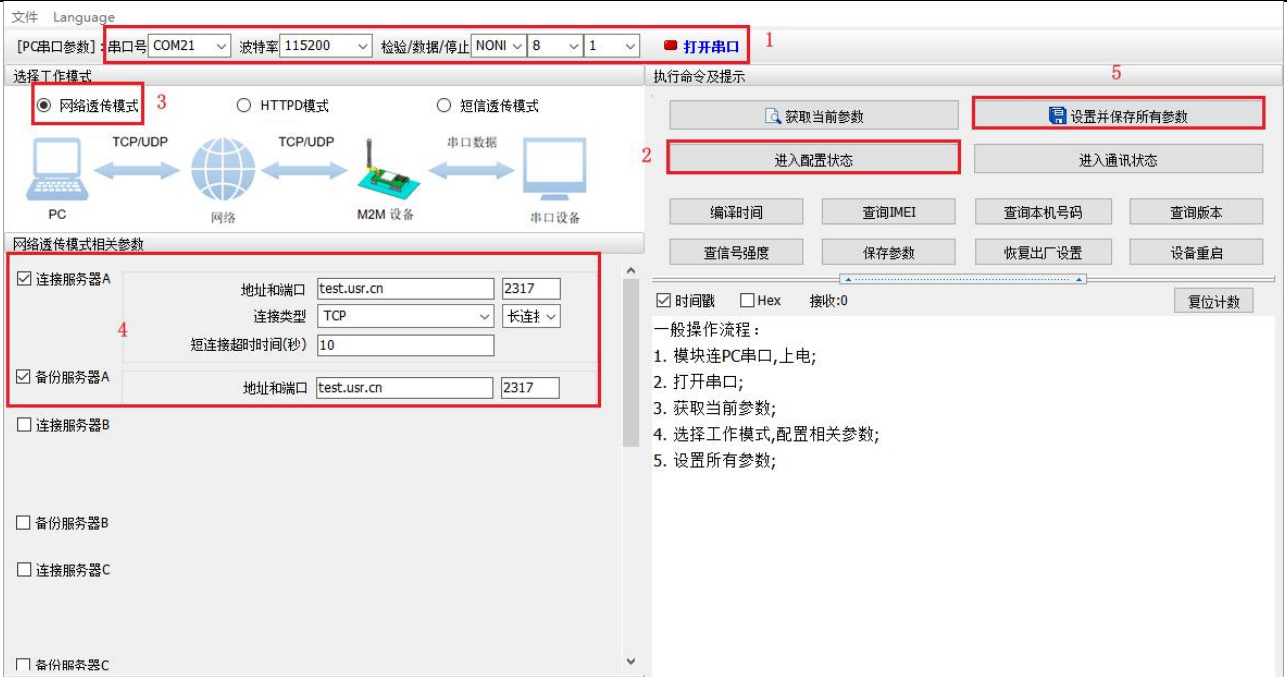 文件 Language
[PC串口参数]: 串口号 COM21 波特率 115200 检验/数据/停止 NONI 8 1 打开串口 1
选择工作模式
网络透传模式 3 HTTPD模式 短信透传模式
TCP/UDP TCP/UDP 串口数据
PC 网络 M2M 设备 串口设备
网络透传模式相关参数
连接服务器A
地址和端口 test.usr.cn 2317
连接类型 TCP 长连接
4
短连接超时时间(秒) 10
备份服务器A
地址和端口 test.usr.cn 2317
连接服务器B
备份服务器B
连接服务器C
备份服务器C
执行命令及提示 5
获取当前参数 设置并保存所有参数
2 进入配置状态 进入通讯状态
编译时间 查询IMEI 查询本机号码 查询版本
查信号强度 保存参数 恢复出厂设置 设备重启
时间戳 Hex 接收:0 复位计数
一般操作流程:
1. 模块连PC串口,上电;
2. 打开串口;
3. 获取当前参数;
4. 选择工作模式,配置相关参数;
5. 设置所有参数;